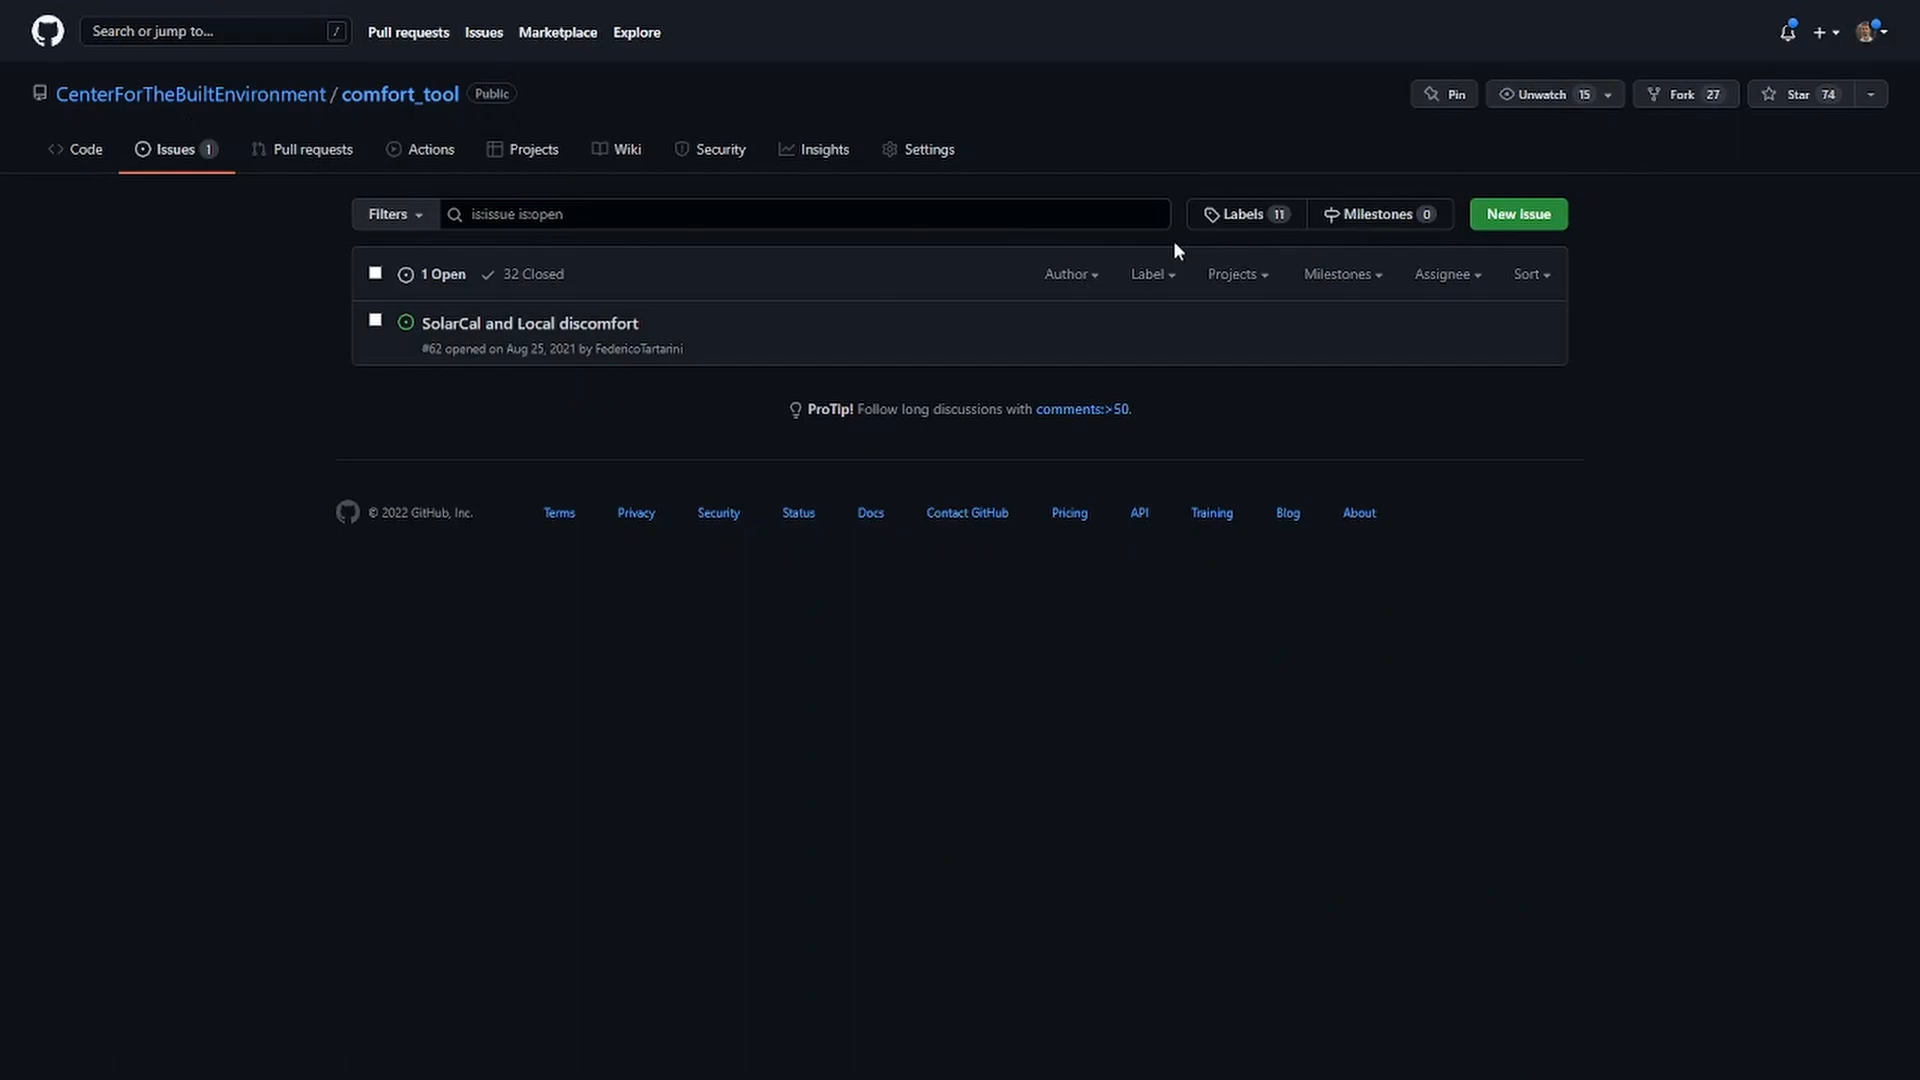 Search or jump to... /
Pull requests Issues Marketplace Explore
CenterForTheBuiltEnvironment / comfort_tool Public
Pin Unwatch 15 Fork 27 Star 74
Code Issues 1 Pull requests Actions Projects Wiki Security Insights Settings
Filters is:issue is:open Labels 11 Milestones 0 New issue
1 Open 32 Closed Author Label Projects Milestones Assignee Sort
SolarCal and Local discomfort
#62 opened on Aug 25, 2021 by FedericoTartarini
ProTip! Follow long discussions with comments:>50.
© 2022 GitHub, Inc. Terms Privacy Security Status Docs Contact GitHub Pricing API Training Blog About